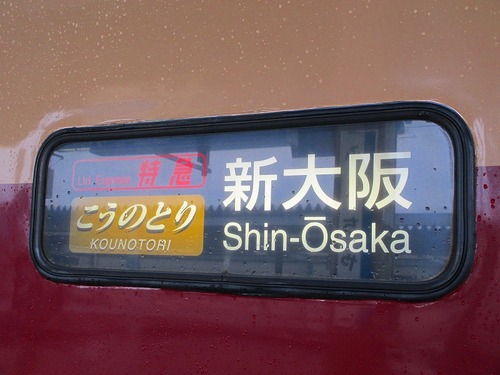 Ltd. Express 特急
こうのとり
KOUNOTORI
新大阪
Shin-Ōsaka